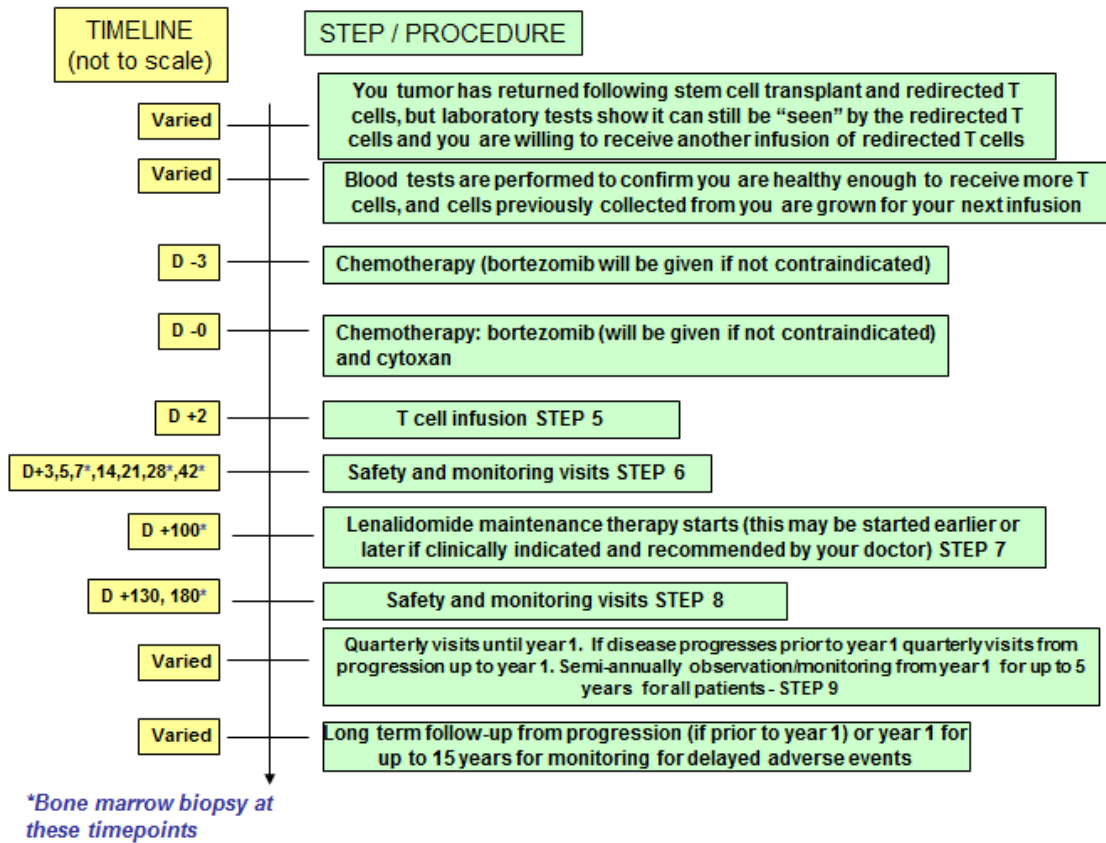 TIMELINE
(not to scale)
STEP / PROCEDURE
Varied
You tumor has returned following stem cell transplant and redirected T
cells, but laboratory tests show it can still be “seen” by the redirected T
cells and you are willing to receive another infusion of redirected T cells
Varied
Blood tests are performed to confirm you are healthy enough to receive more T
cells, and cells previously collected from you are grown for your next infusion
D -3
Chemotherapy (bortezomib will be given if not contraindicated)
D -0
Chemotherapy: bortezomib (will be given if not contraindicated)
and cytoxan
D +2
T cell infusion STEP 5
D+3,5,7*,14,21,28*,42*
Safety and monitoring visits STEP 6
D +100*
Lenalidomide maintenance therapy starts (this may be started earlier or
later if clinically indicated and recommended by your doctor) STEP 7
D +130, 180*
Safety and monitoring visits STEP 8
Varied
Quarterly visits until year 1. If disease progresses prior to year 1 quarterly visits from
progression up to year 1. Semi-annually observation/monitoring from year 1 for up to 5
years for all patients - STEP 9
Varied
Long term follow-up from progression (if prior to year 1) or year 1 for
up to 15 years for monitoring for delayed adverse events
*Bone marrow biopsy at
these timepoints